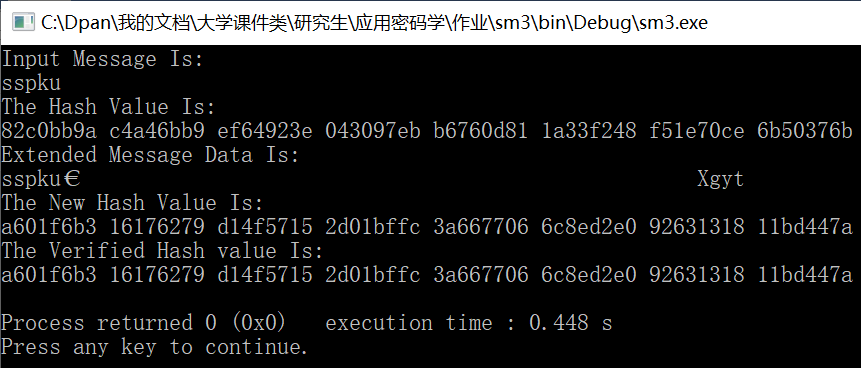 C:\Dpan\我的文档\大学课件类\研究生\应用密码学\作业\sm3\bin\Debug\sm3.exe
Input Message Is:
sspku
The Hash Value Is:
82c0bb9a c4a46bb9 ef64923e 043097eb b6760d81 1a33f248 f51e70ce 6b50376b
Extended Message Data Is:
sspku€                                                    Xgyt
The New Hash Value Is:
a601f6b3 16176279 d14f5715 2d01bffc 3a667706 6c8ed2e0 92631318 11bd447a
The Verified Hash value Is:
a601f6b3 16176279 d14f5715 2d01bffc 3a667706 6c8ed2e0 92631318 11bd447a
Process returned 0 (0x0)   execution time : 0.448 s
Press any key to continue.